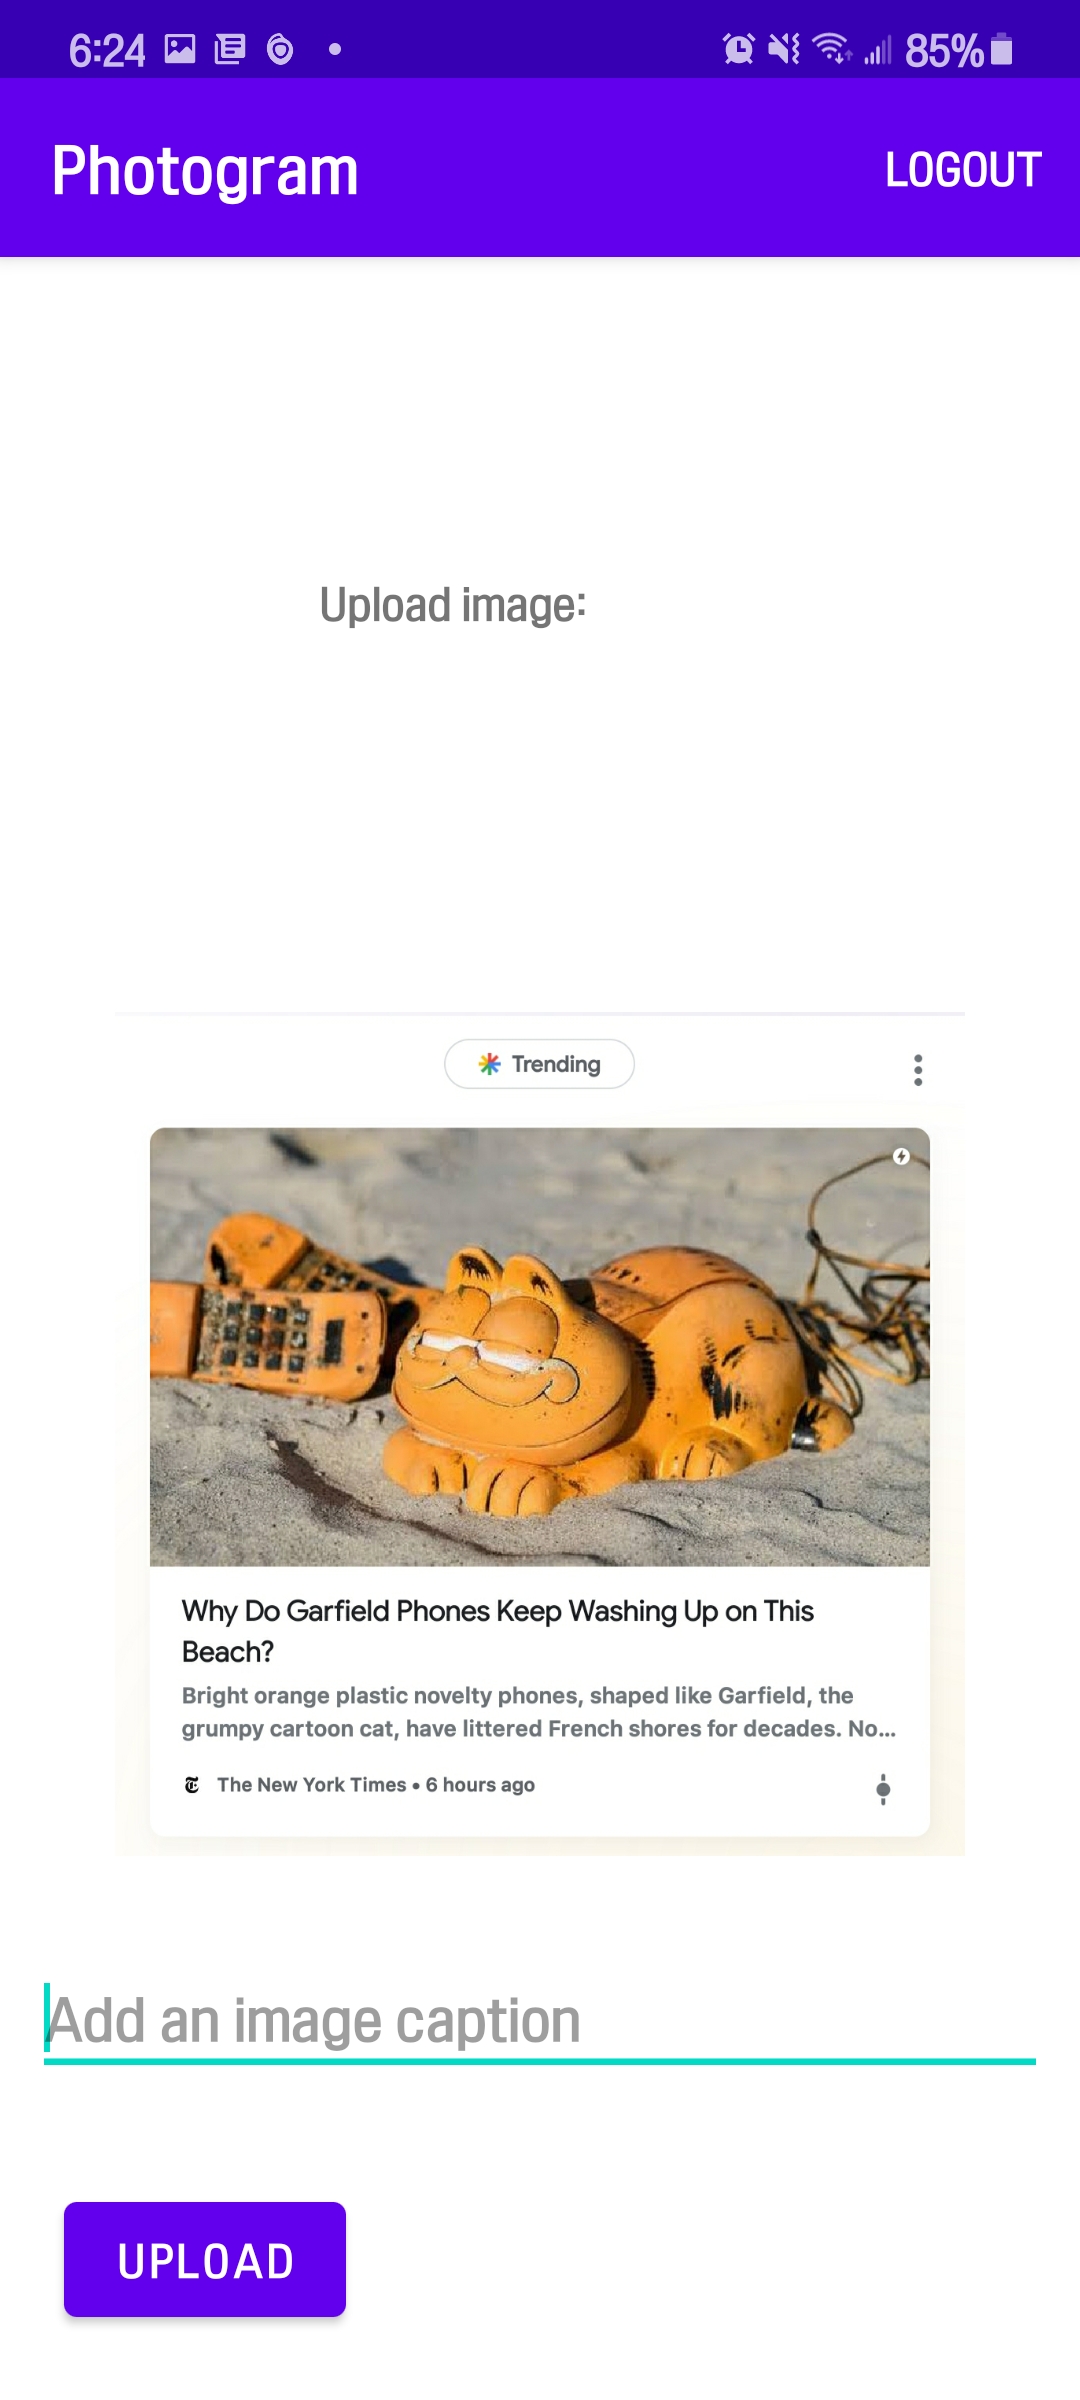 6:24
85%
Photogram
LOGOUT
Upload image:
Trending
Why Do Garfield Phones Keep Washing Up on This
Beach?
Bright orange plastic novelty phones, shaped like Garfield, the
grumpy cartoon cat, have littered French shores for decades. No...
The New York Times • 6 hours ago
Add an image caption
UPLOAD